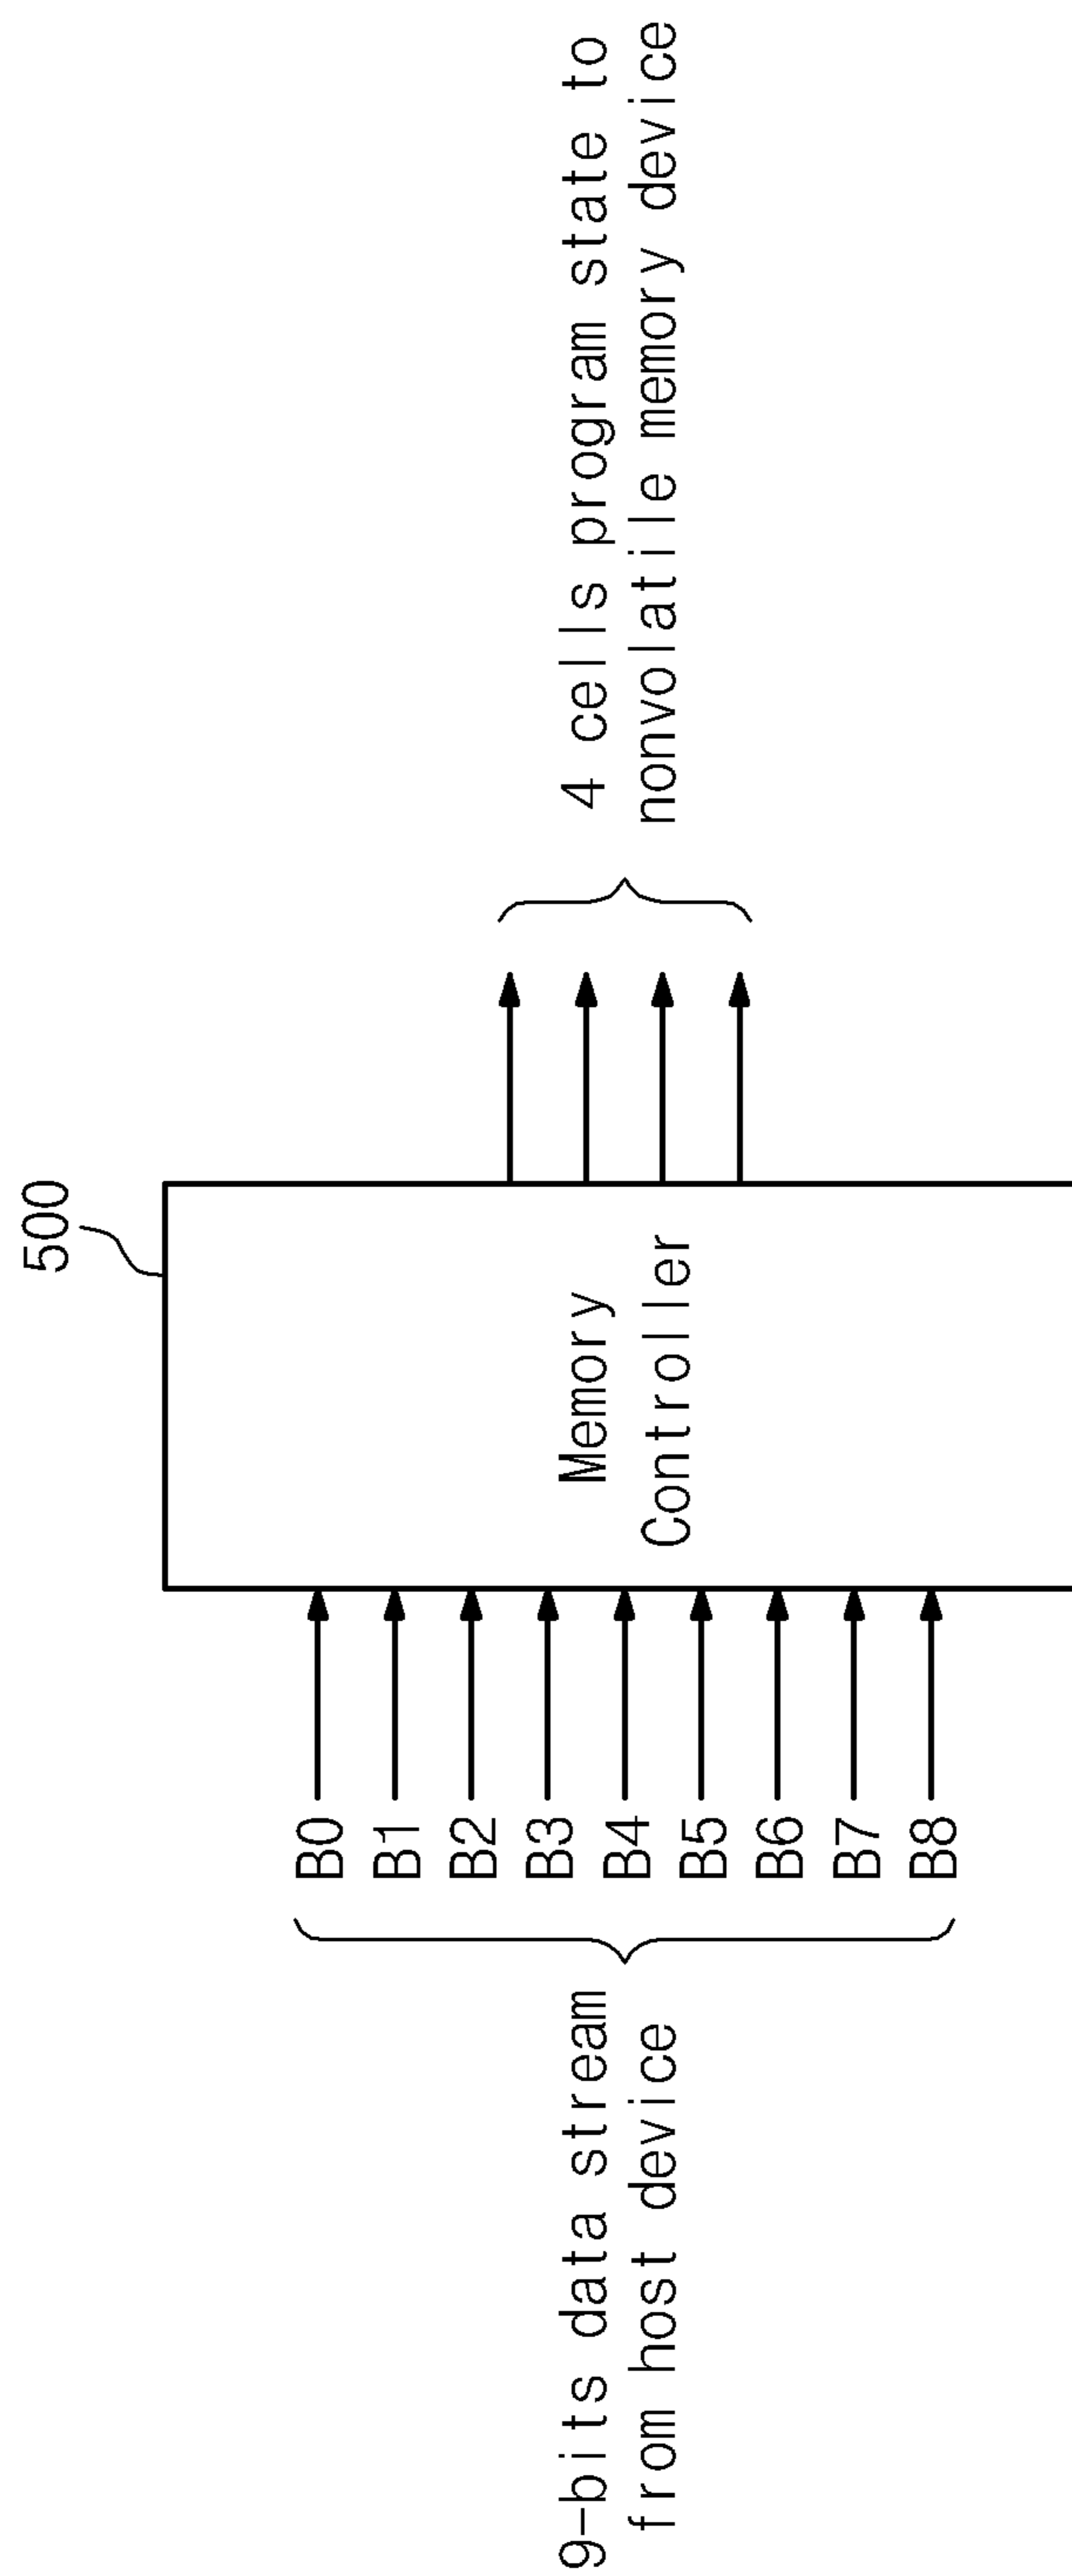 500
9-bits data stream
from host device
B0
B1
B2
B3
B4
B5
B6
B7
B8
Memory
Controller
4 cells program state to
nonvolatile memory device